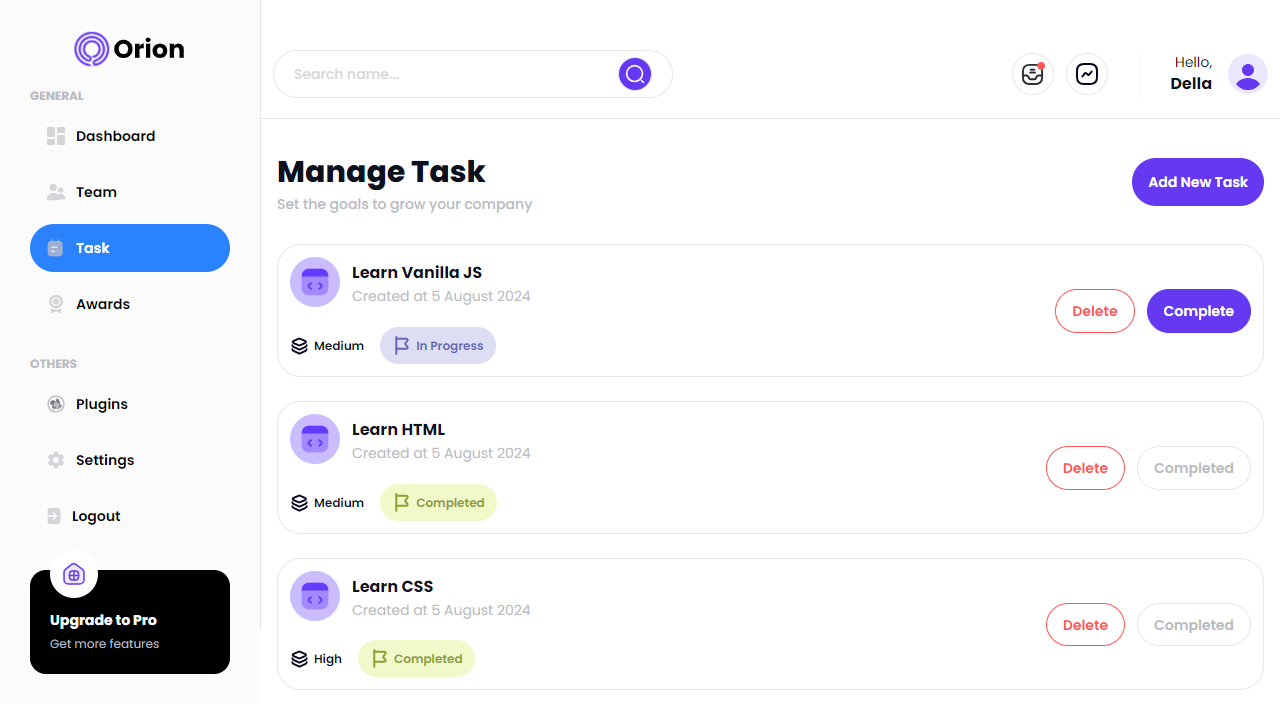 Orion
GENERAL
Dashboard
Team
Task
Awards
OTHERS
Plugins
Settings
Logout
Upgrade to Pro
Get more features
Search name...
Hello,
Della
Manage Task
Set the goals to grow your company
Add New Task
Learn Vanilla JS
Created at 5 August 2024
Medium
In Progress
Delete
Complete
Learn HTML
Created at 5 August 2024
Medium
Completed
Delete
Completed
Learn CSS
Created at 5 August 2024
High
Completed
Delete
Completed